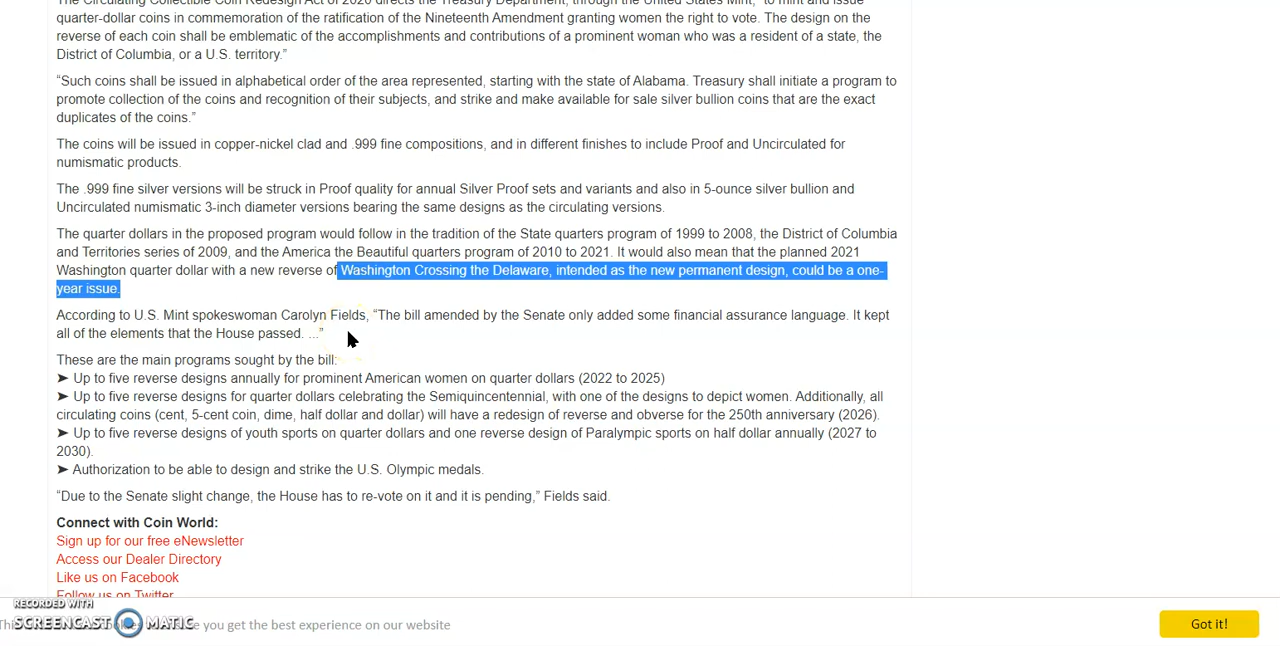 The Circulating Collectible Coin Redesign Act of 2020 directs the Treasury Department, through the United States Mint, “to mint and issue
quarter-dollar coins in commemoration of the ratification of the Nineteenth Amendment granting women the right to vote. The design on the
reverse of each coin shall be emblematic of the accomplishments and contributions of a prominent woman who was a resident of a state, the
District of Columbia, or a U.S. territory.”
“Such coins shall be issued in alphabetical order of the area represented, starting with the state of Alabama. Treasury shall initiate a program to
promote collection of the coins and recognition of their subjects, and strike and make available for sale silver bullion coins that are the exact
duplicates of the coins.”
The coins will be issued in copper-nickel clad and .999 fine compositions, and in different finishes to include Proof and Uncirculated for
numismatic products.
The .999 fine silver versions will be struck in Proof quality for annual Silver Proof sets and variants and also in 5-ounce silver bullion and
Uncirculated numismatic 3-inch diameter versions bearing the same designs as the circulating versions.
The quarter dollars in the proposed program would follow in the tradition of the State quarters program of 1999 to 2008, the District of Columbia
and Territories series of 2009, and the America the Beautiful quarters program of 2010 to 2021. It would also mean that the planned 2021
Washington quarter dollar with a new reverse of Washington Crossing the Delaware, intended as the new permanent design, could be a one-
year issue.
According to U.S. Mint spokeswoman Carolyn Fields, “The bill amended by the Senate only added some financial assurance language. It kept
all of the elements that the House passed. ...”
These are the main programs sought by the bill:
➤ Up to five reverse designs annually for prominent American women on quarter dollars (2022 to 2025)
➤ Up to five reverse designs for quarter dollars celebrating the Semiquincentennial, with one of the designs to depict women. Additionally, all
circulating coins (cent, 5-cent coin, dime, half dollar and dollar) will have a redesign of reverse and obverse for the 250th anniversary (2026).
➤ Up to five reverse designs of youth sports on quarter dollars and one reverse design of Paralympic sports on half dollar annually (2027 to
2030).
➤ Authorization to be able to design and strike the U.S. Olympic medals.
“Due to the Senate slight change, the House has to re-vote on it and it is pending,” Fields said.
Connect with Coin World:
Sign up for our free eNewsletter
Access our Dealer Directory
Like us on Facebook
Follow us on Twitter
RECORDED WITH
SCREENCAST MATIC
you get the best experience on our website
Got it!